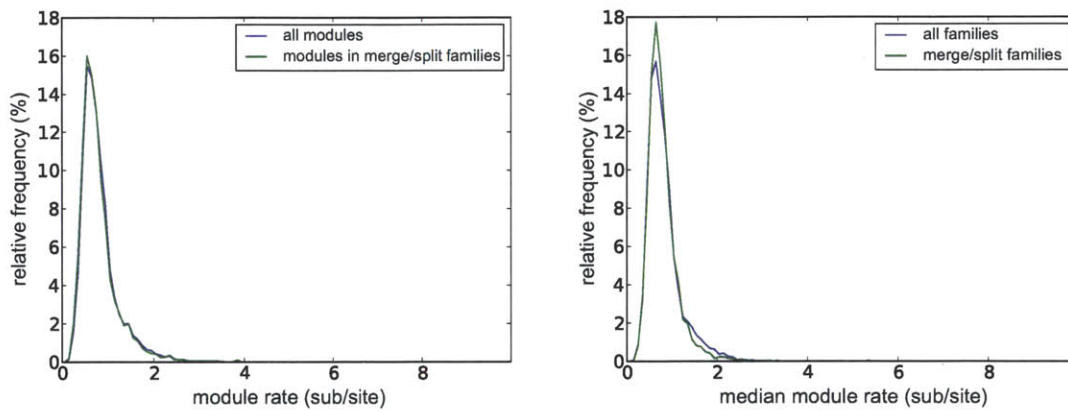 18
16
14
12
10
8
6
4
2
0
relative frequency (%)
all modules
modules in merge/split families
0 2 4 6 8
module rate (sub/site)
18
16
14
12
10
8
6
4
2
0
relative frequency (%)
all families
merge/split families
0 2 4 6 8
median module rate (sub/site)